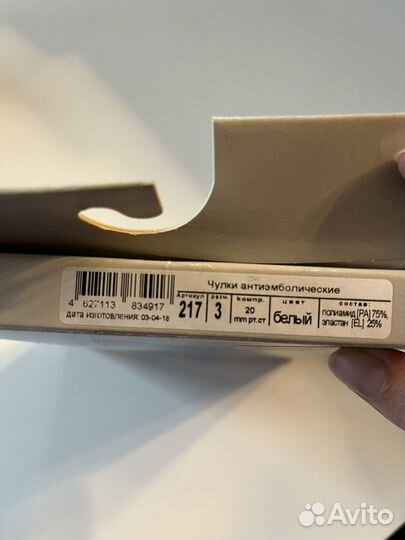 Чулки антиэмболические
Артикул разм. компр. цвет состав:
217 3 20 mm рт.ст белый полиамид [PA] 75%,
эластан [EL] 25%
4 627113 834917
дата изготовления: 03-04-18
Avito